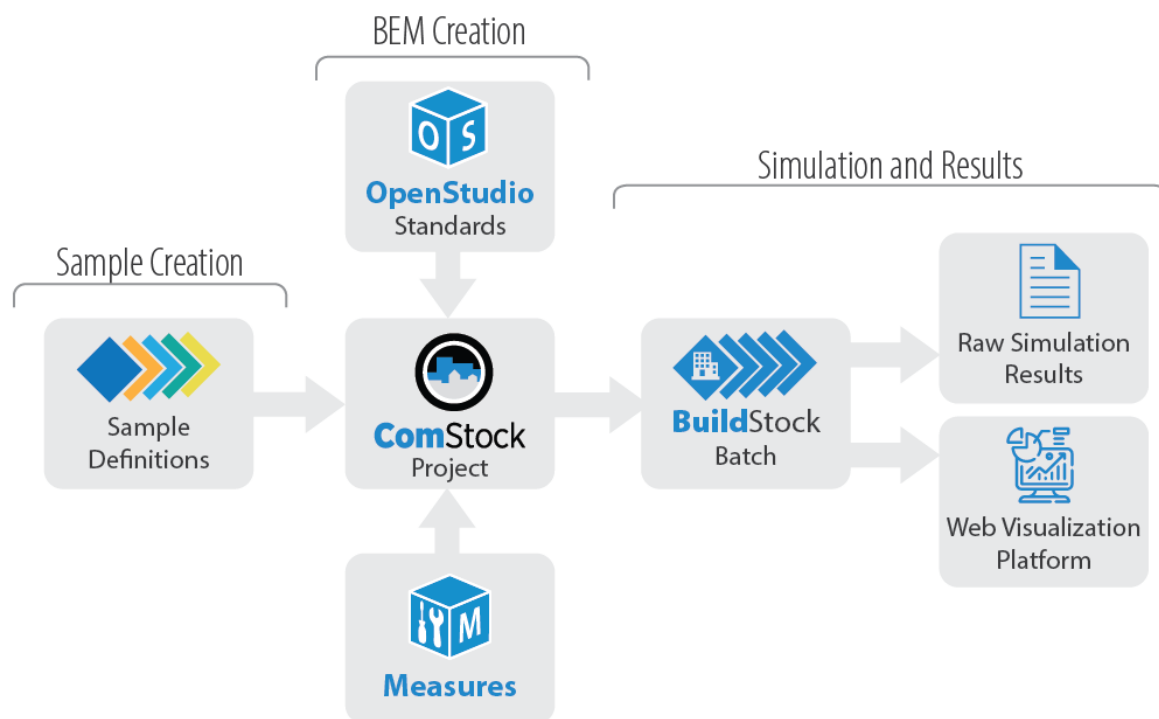 BEM Creation
O S
OpenStudio
Standards
Simulation and Results
Sample Creation
Sample
Definitions
ComStock
Project
BuildStock
Batch
Raw Simulation
Results
Web Visualization
Platform
M
Measures